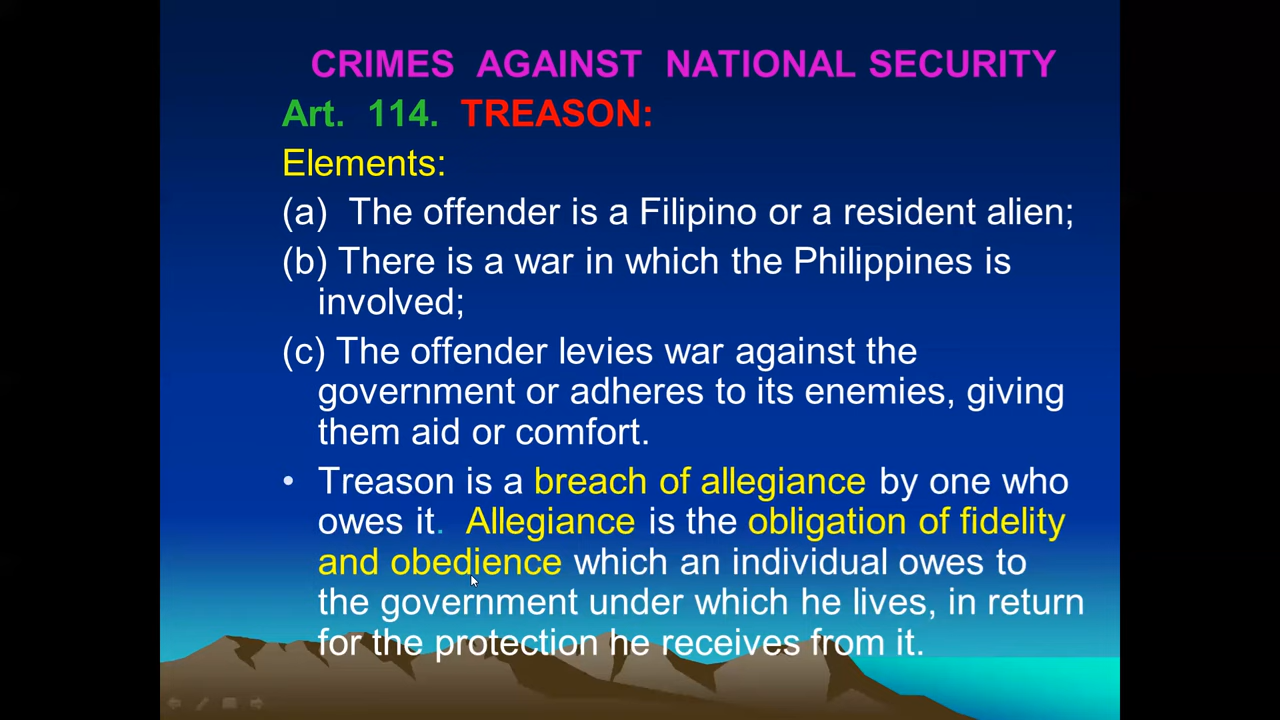 CRIMES AGAINST NATIONAL SECURITY
Art. 114. TREASON:
Elements:
(a) The offender is a Filipino or a resident alien;
(b) There is a war in which the Philippines is
involved;
(c) The offender levies war against the
government or adheres to its enemies, giving
them aid or comfort.
• Treason is a breach of allegiance by one who
owes it. Allegiance is the obligation of fidelity
and obedience which an individual owes to
the government under which he lives, in return
for the protection he receives from it.